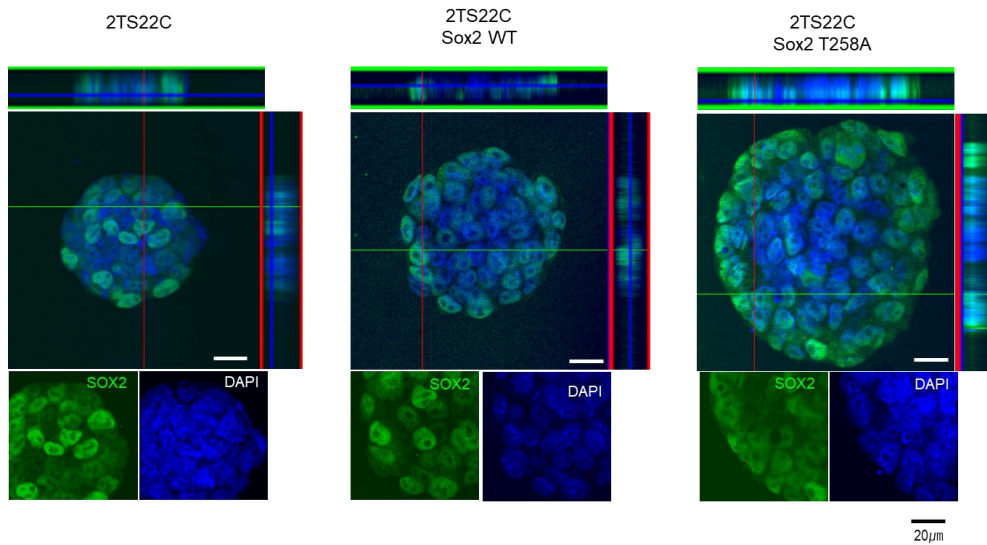 2TS22C
2TS22C
Sox2 WT
2TS22C
Sox2 T258A
SOX2
DAPI
SOX2
DAPI
SOX2
DAPI
20㎛